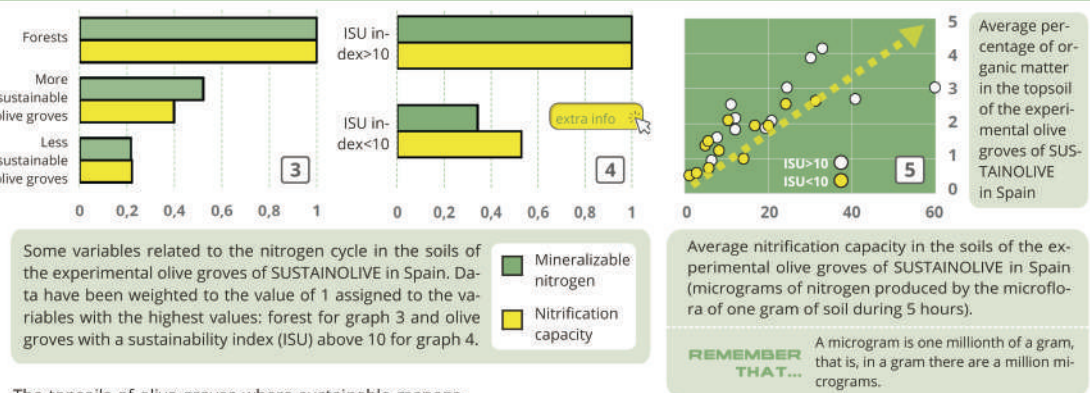 Forests
More
sustainable
olive groves
Less
sustainable
olive groves
3
0
0,2
0,4
0,6
0,8
1
ISU in-
dex>10
ISU in-
dex<10
extra info
4
0
0,2
0,4
0,6
0,8
1
5
4
3
2
1
0
ISU>10
ISU<10
5
0
20
40
60
Average per-
centage of or-
ganic matter
in the topsoil
of the experi-
mental olive
groves of SUS-
TAINOLIVE
in Spain
Some variables related to the nitrogen cycle in the soils of
the experimental olive groves of SUSTAINOLIVE in Spain. Da-
ta have been weighted to the value of 1 assigned to the va-
riables with the highest values: forest for graph 3 and olive
groves with a sustainability index (ISU) above 10 for graph 4.
Mineralizable
nitrogen
Nitrification
capacity
Average nitrification capacity in the soils of the ex-
perimental olive groves of SUSTAINOLIVE in Spain
(micrograms of nitrogen produced by the microflo-
ra of one gram of soil during 5 hours).
REMEMBER
THAT...
A microgram is one millionth of a gram,
that is, in a gram there are a million mi-
crograms.
The topsoils of olive groves where sustainable manage-